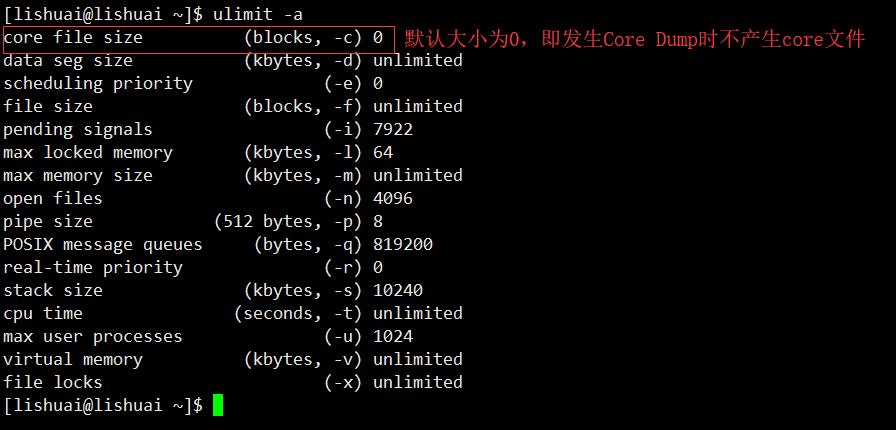 [lishuai@lishuai ~]$ ulimit -a
core file size          (blocks, -c) 0 默认大小为0，即发生Core Dump时不产生core文件
data seg size           (kbytes, -d) unlimited
scheduling priority             (-e) 0
file size               (blocks, -f) unlimited
pending signals                 (-i) 7922
max locked memory       (kbytes, -l) 64
max memory size         (kbytes, -m) unlimited
open files                      (-n) 4096
pipe size            (512 bytes, -p) 8
POSIX message queues     (bytes, -q) 819200
real-time priority              (-r) 0
stack size              (kbytes, -s) 10240
cpu time               (seconds, -t) unlimited
max user processes              (-u) 1024
virtual memory          (kbytes, -v) unlimited
file locks                      (-x) unlimited
[lishuai@lishuai ~]$